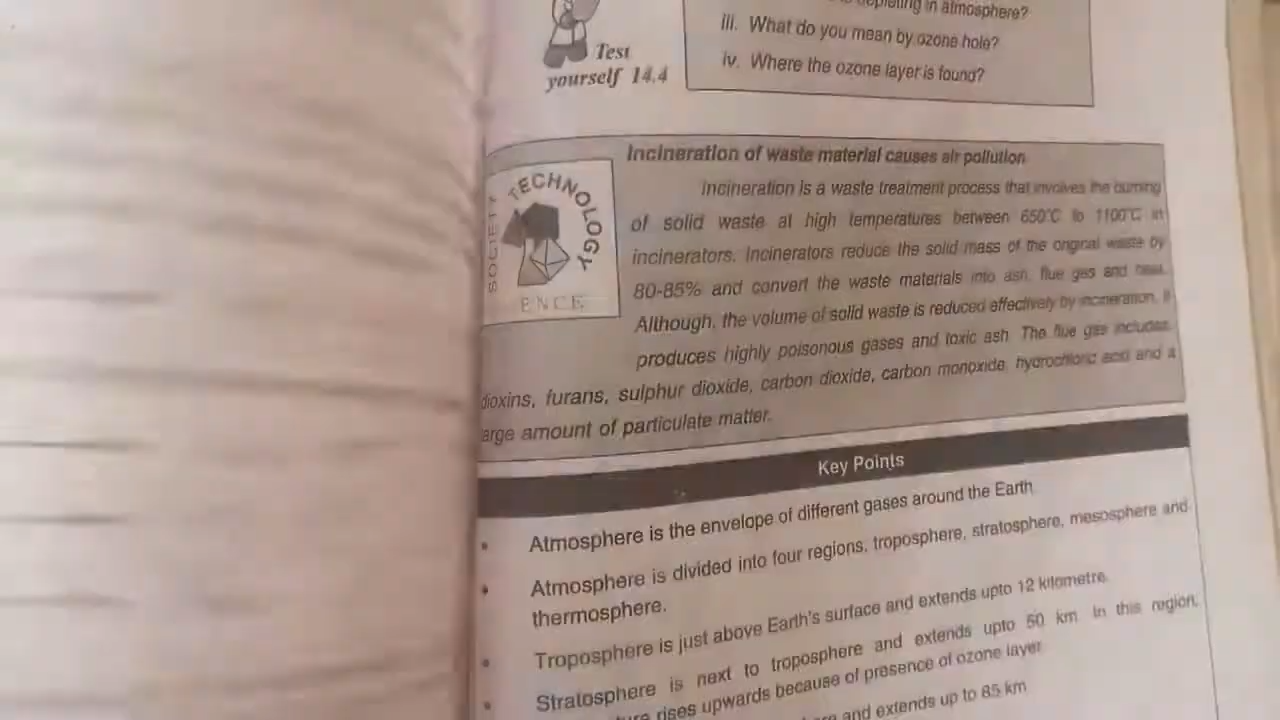 depleting in atmosphere?
iii. What do you mean by ozone hole?
iv. Where the ozone layer is found?
Test
yourself 14.4
SOCIETY TECHNOLOGY
ENCE
Incineration of waste material causes air pollution
Incineration is a waste treatment process that involves the burning
of solid waste at high temperatures between 650°C to 1100°C in
incinerators. Incinerators reduce the solid mass of the original waste by
80-85% and convert the waste materials into ash, flue gas and heat.
Although, the volume of solid waste is reduced effectively by incineration, it
produces highly poisonous gases and toxic ash. The flue gas includes
dioxins, furans, sulphur dioxide, carbon dioxide, carbon monoxide, hydrochloric acid and a
arge amount of particulate matter.
Key Points
• Atmosphere is the envelope of different gases around the Earth.
• Atmosphere is divided into four regions, troposphere, stratosphere, mesosphere and
thermosphere.
• Troposphere is just above Earth's surface and extends upto 12 kilometre.
• Stratosphere is next to troposphere and extends upto 50 km. In this region,
rises upwards because of presence of ozone layer.
and extends up to 85 km